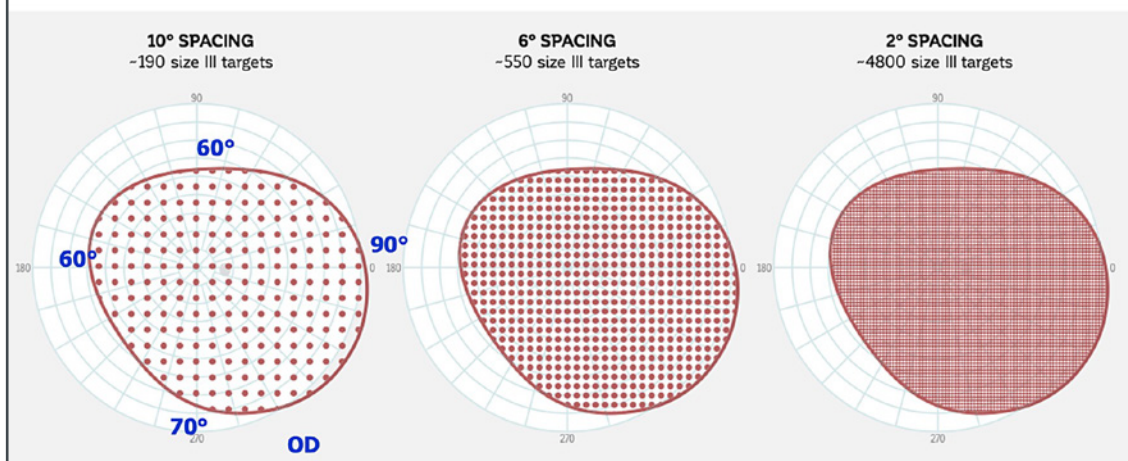 10° SPACING
~190 size III targets
90
60°
60°
180
90°
0
70°
270
OD
6° SPACING
~550 size III targets
90
180
0
270
2° SPACING
~4800 size III targets
90
180
0
270